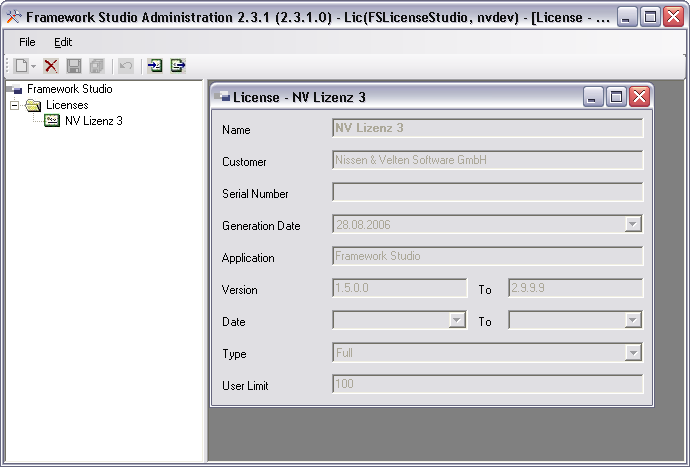 Framework Studio Administration 2.3.1 (2.3.1.0) - Lic(FSLicenseStudio, nvdev) - [License - ...
File Edit
Framework Studio
Licenses
NV Lizenz 3
License - NV Lizenz 3
Name NV Lizenz 3
Customer Nissen & Velten Software GmbH
Serial Number
Generation Date 28.08.2006
Application Framework Studio
Version 1.5.0.0 To 2.9.9.9
Date To
Type Full
User Limit 100